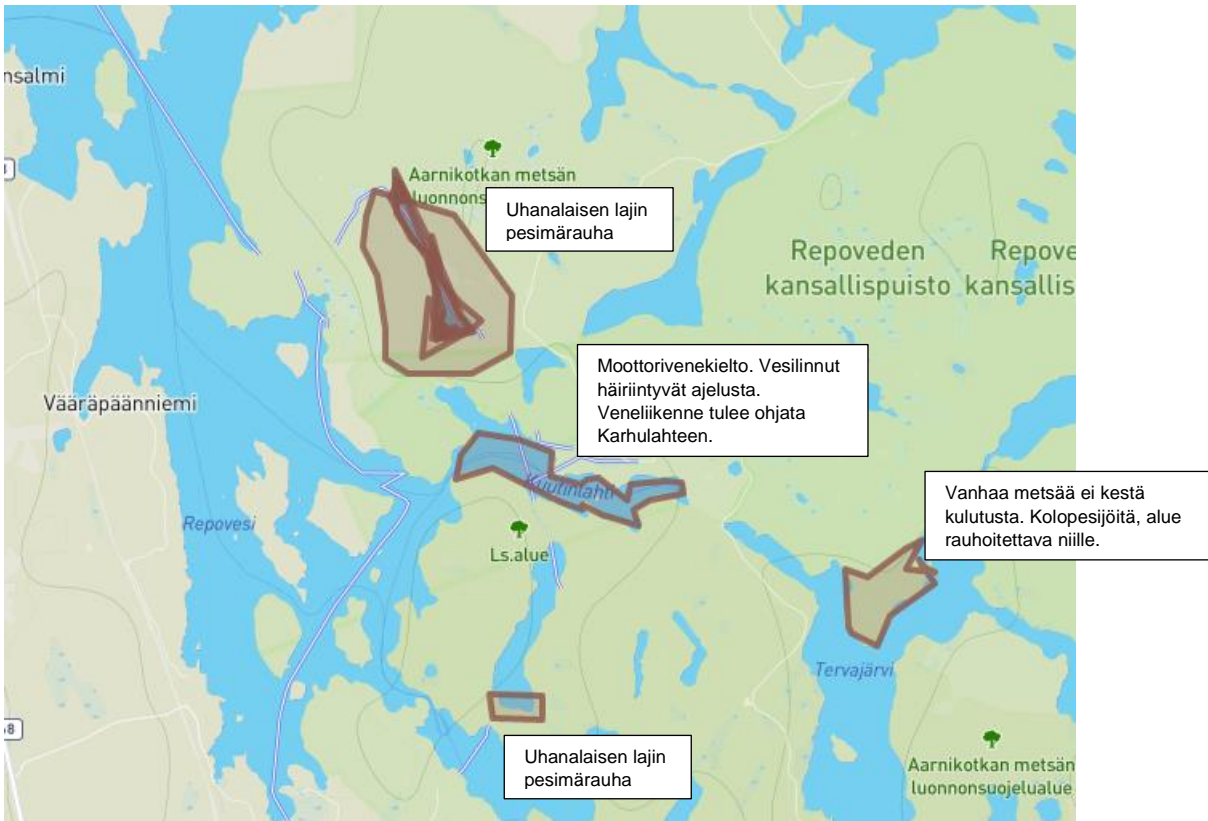 nsalmi
Aarnikotkan metsän
luonnons
Uhanalaisen lajin
pesimärauha
Repoveden
kansallispuisto
Repove
kansallis
Moottorivenekielto. Vesilinnut
häiriintyvät ajelusta.
Veneliikenne tulee ohjata
Karhulahteen.
Vääräpäänniemi
Kuutinlahti
Vanhaa metsää ei kestä
kulutusta. Kolopesijöitä, alue
rauhoitettava niille.
Repovesi
Ls.alue
Tervajärvi
Uhanalaisen lajin
pesimärauha
Aarnikotkan metsän
luonnonsuojelualue